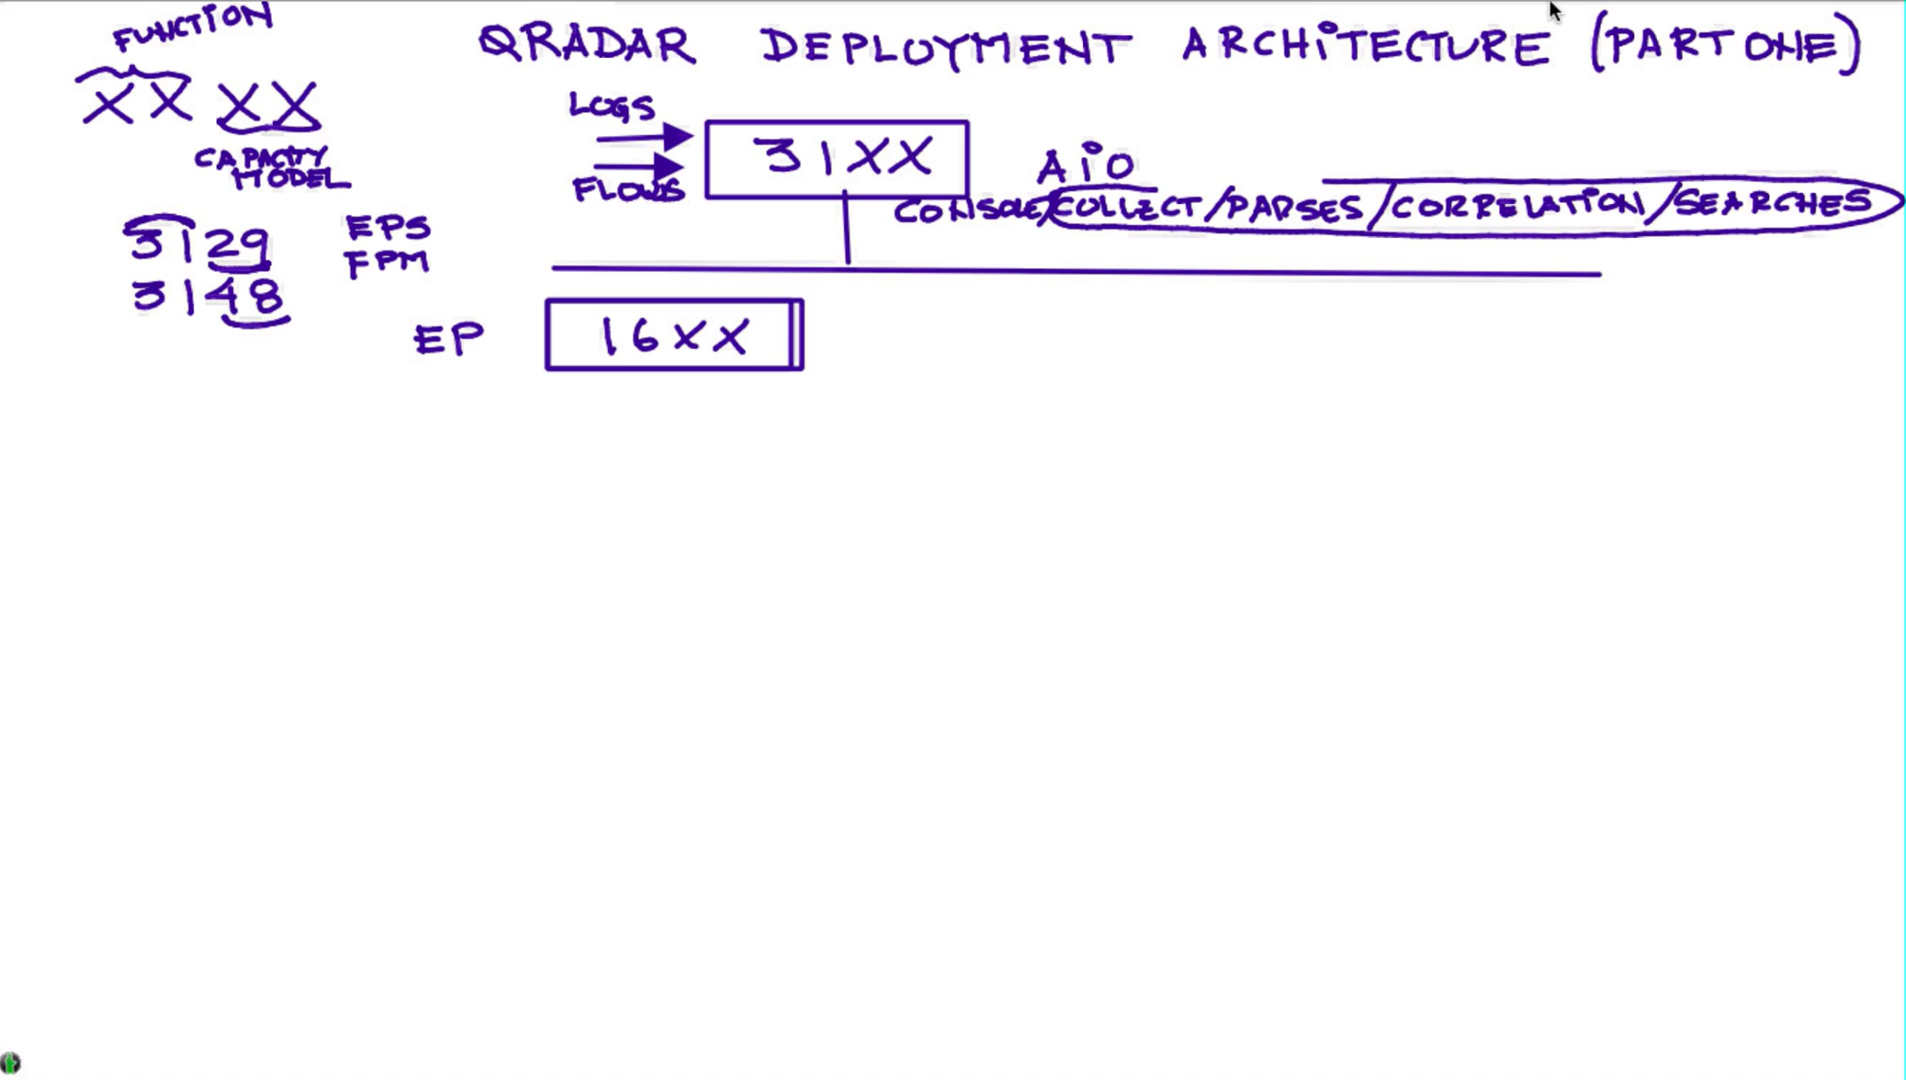 FUNCTION
XX XX
CAPACITY
MODEL
3129
3148
EPS
FPM
QRADAR DEPLOYMENT ARCHiTECTURE (PART ONE)
LOGS
FLOWS
31XX
AiO
CONSOLE/COLLECT/PARSES/CORRELATiON/SEARCHES
EP
16XX